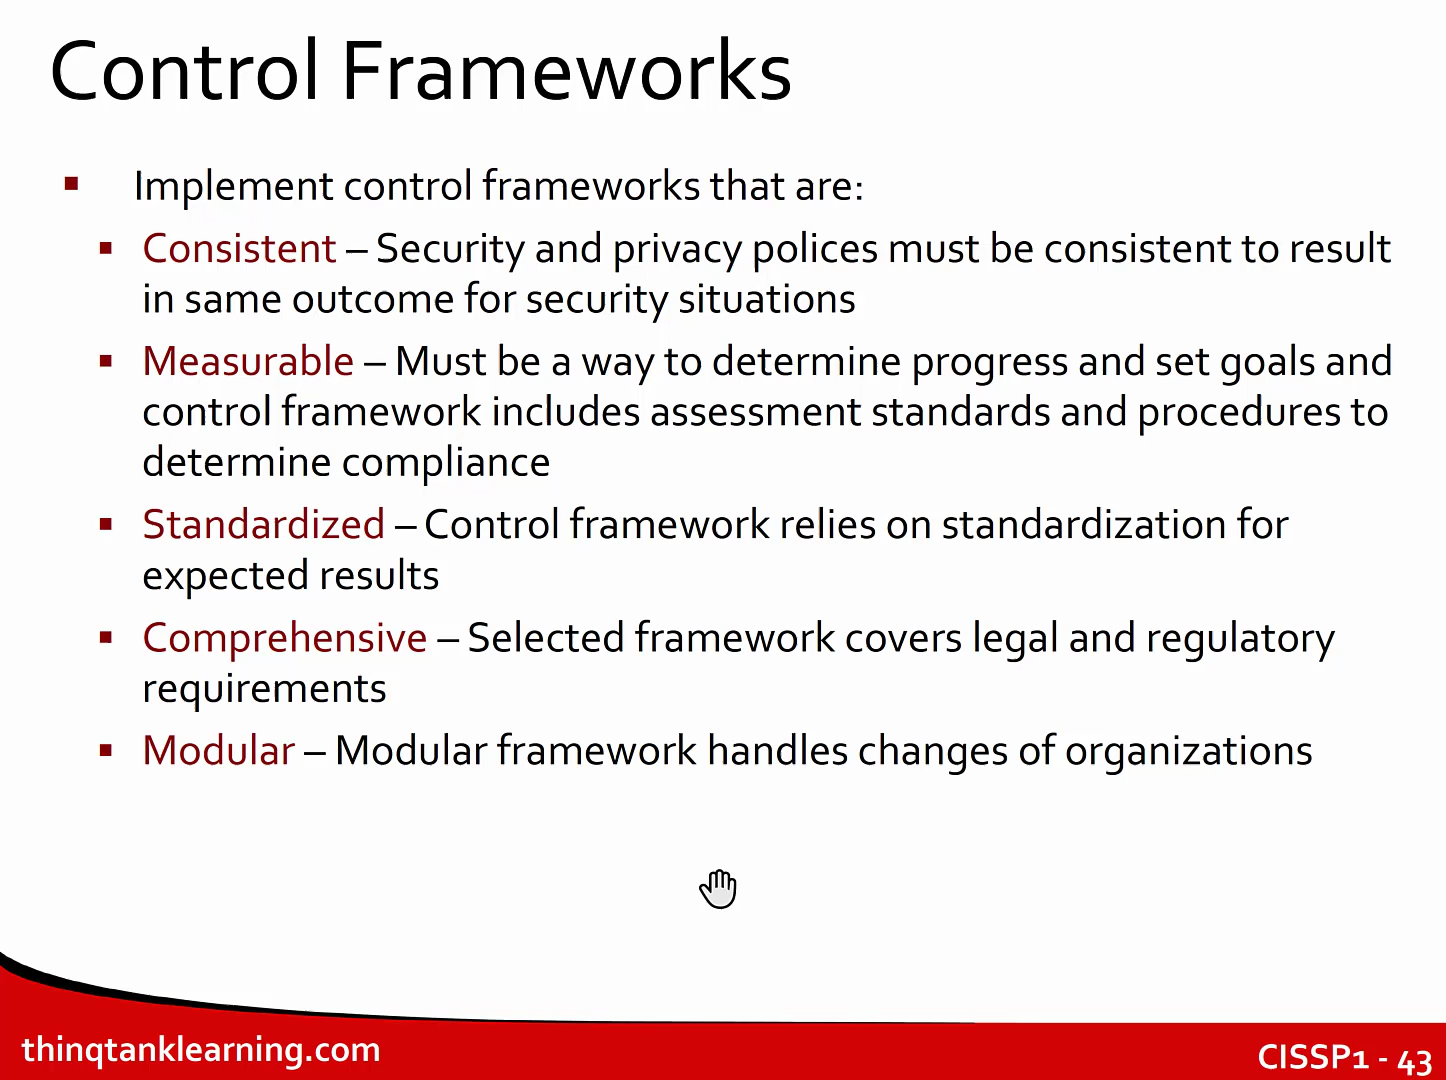 Control Frameworks
▪ Implement control frameworks that are:
▪ Consistent – Security and privacy polices must be consistent to result
in same outcome for security situations
▪ Measurable – Must be a way to determine progress and set goals and
control framework includes assessment standards and procedures to
determine compliance
▪ Standardized – Control framework relies on standardization for
expected results
▪ Comprehensive – Selected framework covers legal and regulatory
requirements
▪ Modular – Modular framework handles changes of organizations
thinqtanklearning.com
CISSP1 - 43